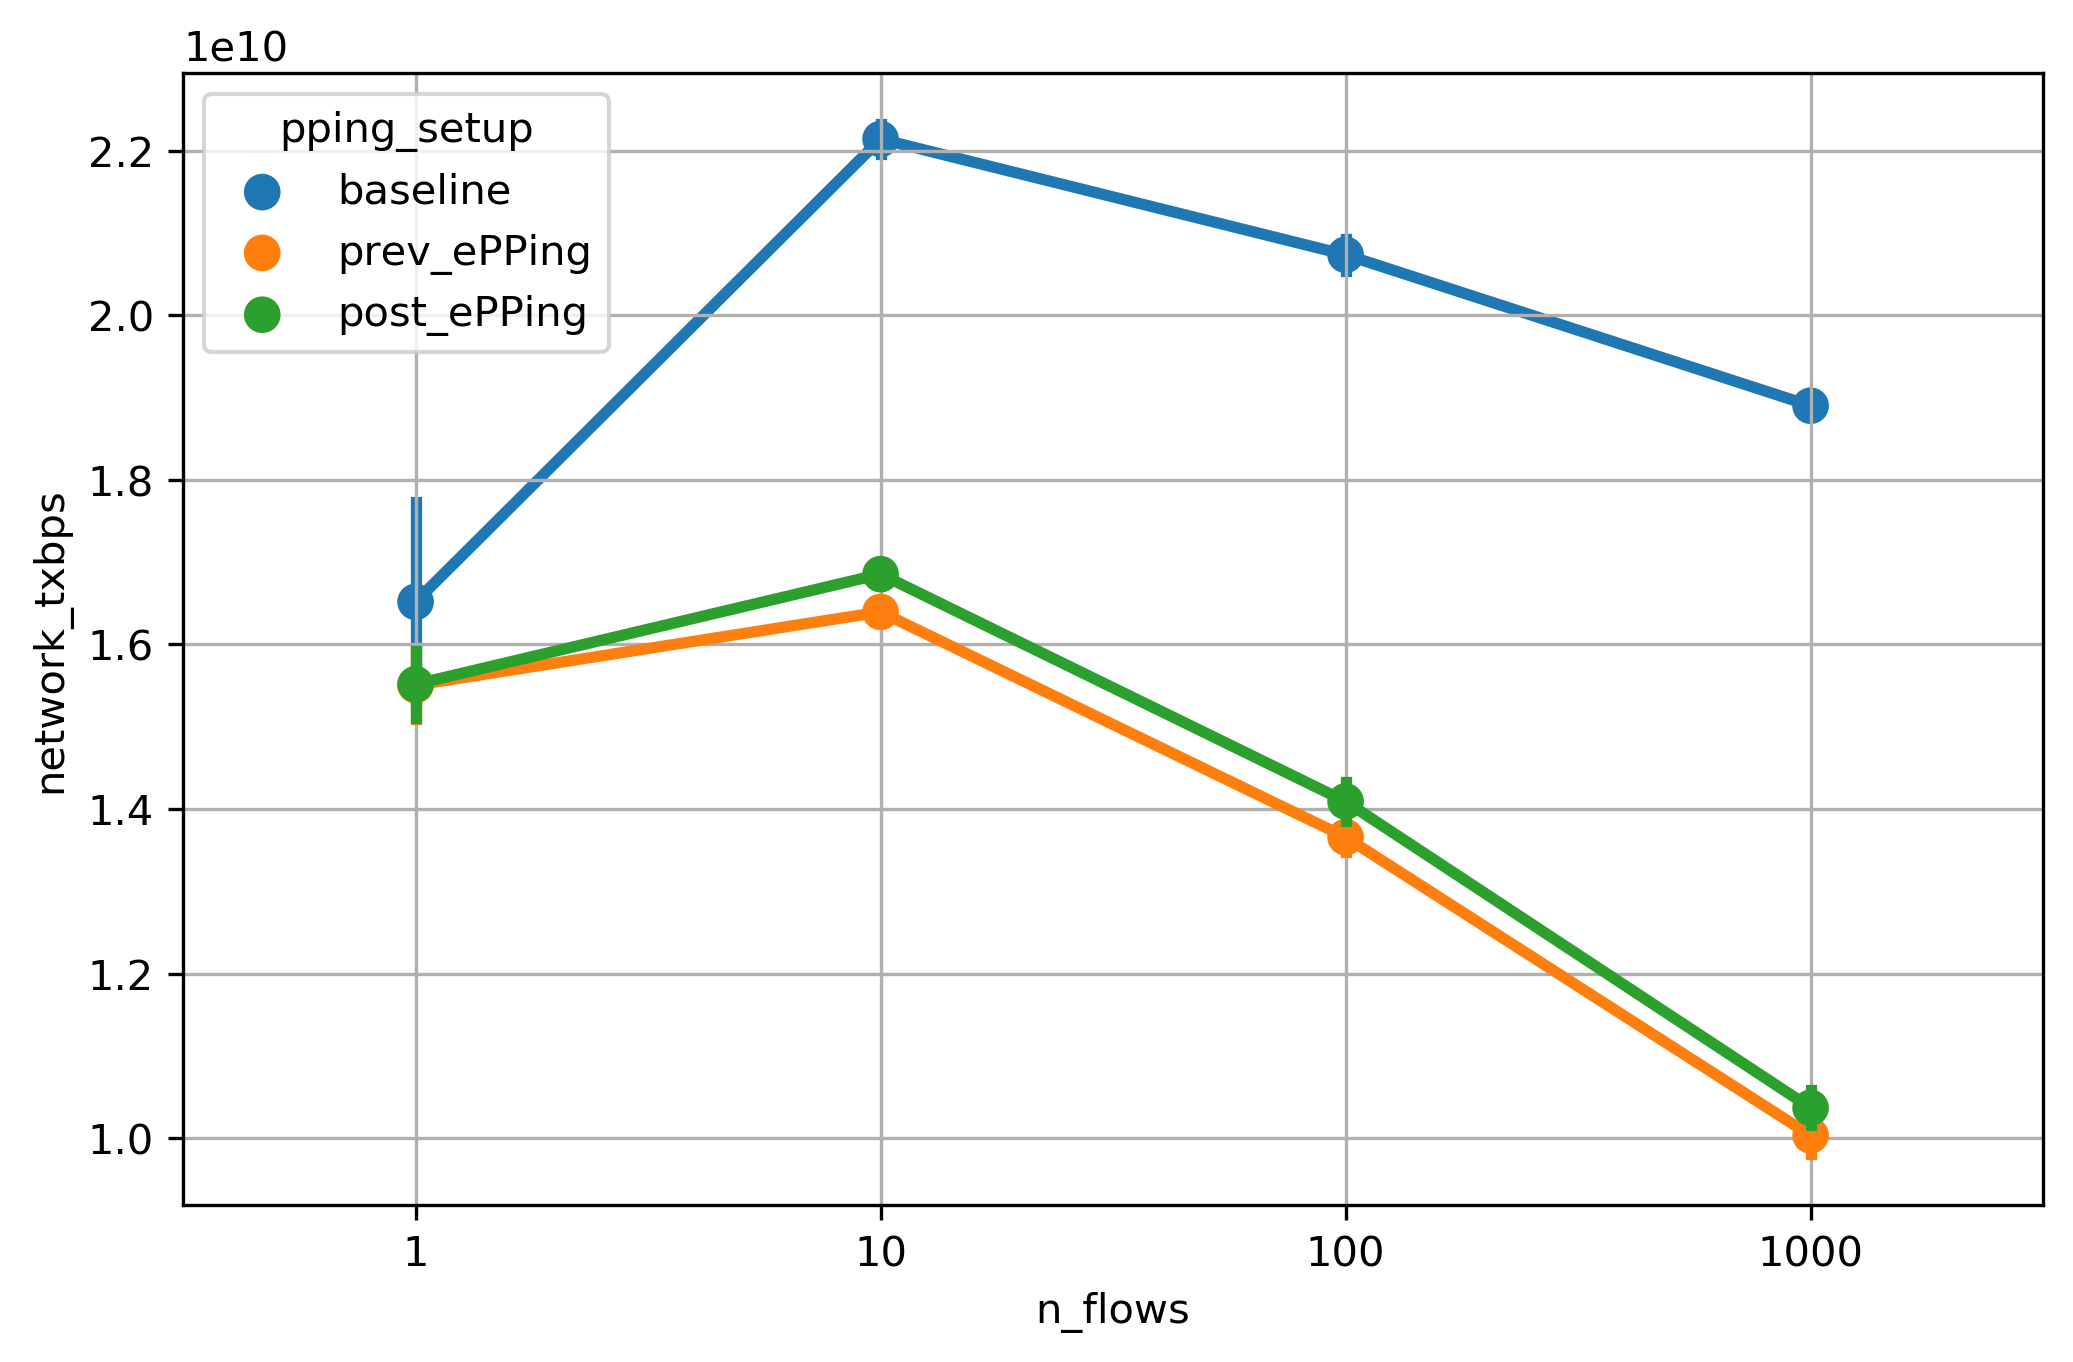 1e10
pping_setup
baseline
prev_ePPing
post_ePPing
2.2
2.0
1.8
1.6
1.4
1.2
1.0
network_txbps
1 10 100 1000
n_flows